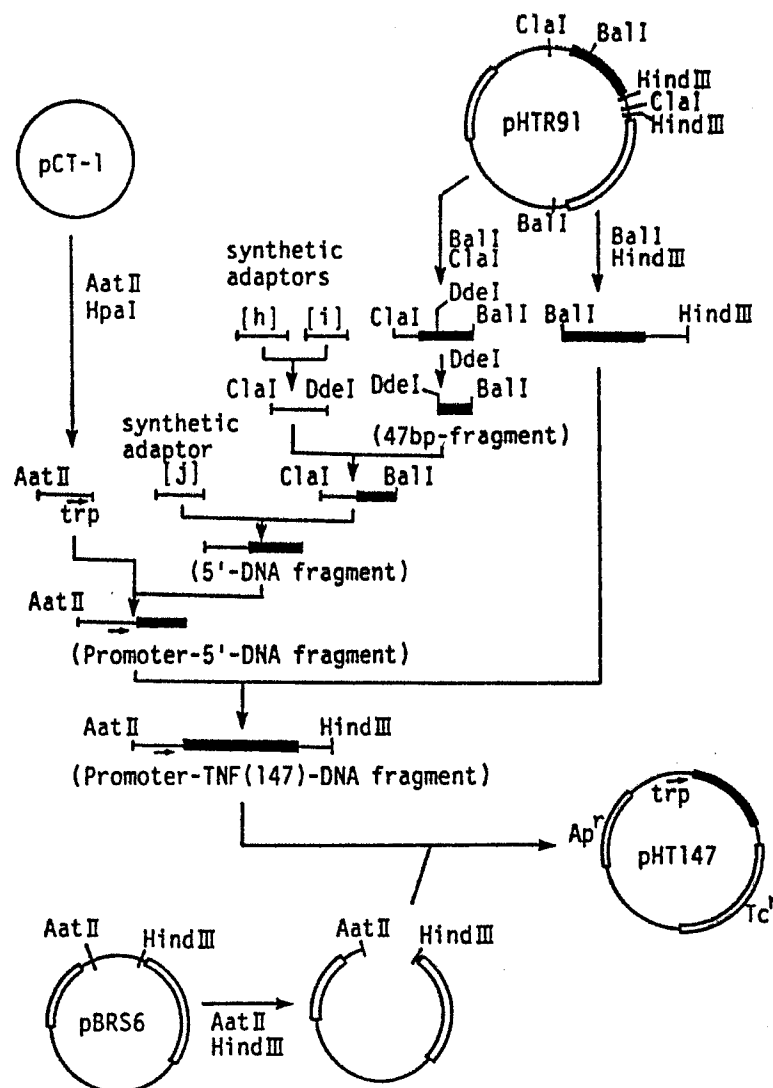 ClaI
BalI
HindIII
ClaI
HindIII
pHTR91
BalI
pCT-1
AatII
HpaI
BalI
ClaI
BalI
HindIII
synthetic
adaptors
[h] [i]
DdeI
ClaI BalI
BalI HindIII
DdeI
ClaI DdeI
DdeI BalI
(47bp-fragment)
synthetic
adaptor
[j]
AatII
trp
ClaI BalI
(5'-DNA fragment)
AatII
(Promoter-5'-DNA fragment)
AatII HindIII
(Promoter-TNF(147)-DNA fragment)
trp
Apr
pHT147
Tcr
AatII HindIII
pBRS6
AatII
HindIII
AatII HindIII